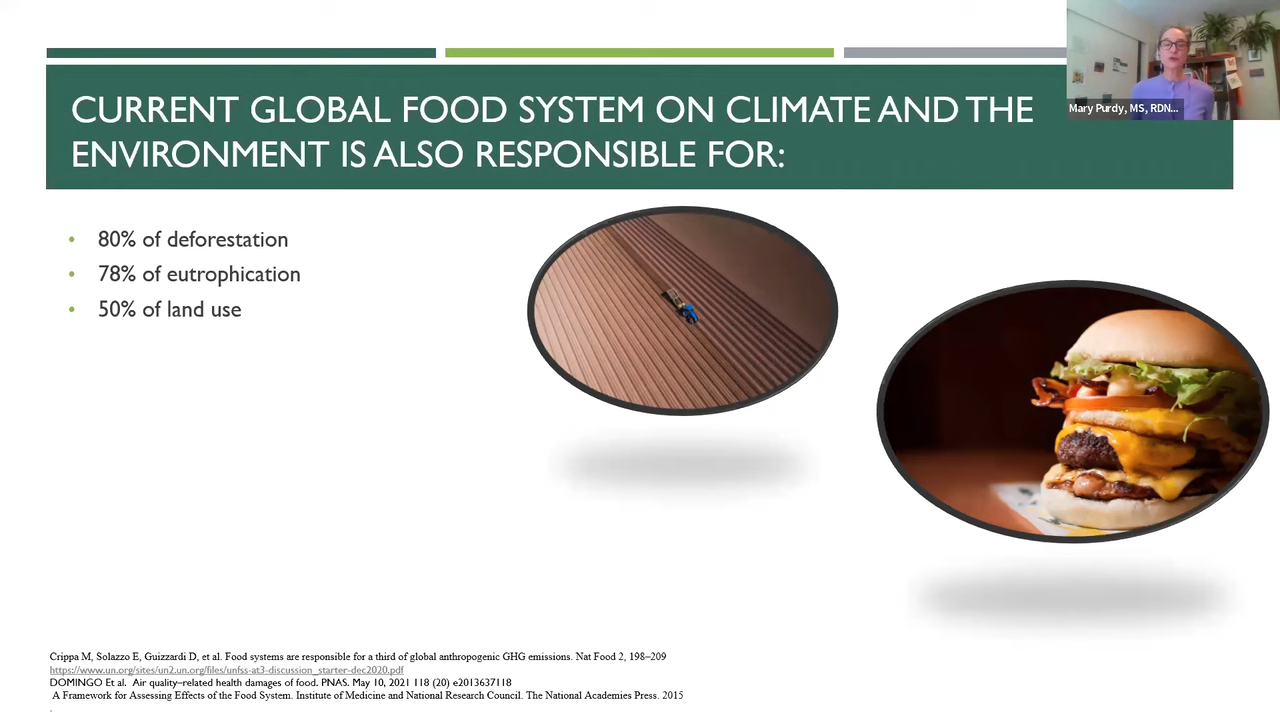 CURRENT GLOBAL FOOD SYSTEM ON CLIMATE AND THE
ENVIRONMENT IS ALSO RESPONSIBLE FOR:
Mary Purdy, MS, RDN...
• 80% of deforestation
• 78% of eutrophication
• 50% of land use
Crippa M, Solazzo E, Guizzardi D, et al. Food systems are responsible for a third of global anthropogenic GHG emissions. Nat Food 2, 198–209
https://www.un.org/sites/un2.un.org/files/unfss-at3-discussion_starter-dec2020.pdf
DOMINGO Et al. Air quality–related health damages of food. PNAS. May 10, 2021 118 (20) e2013637118
A Framework for Assessing Effects of the Food System. Institute of Medicine and National Research Council. The National Academies Press. 2015
.